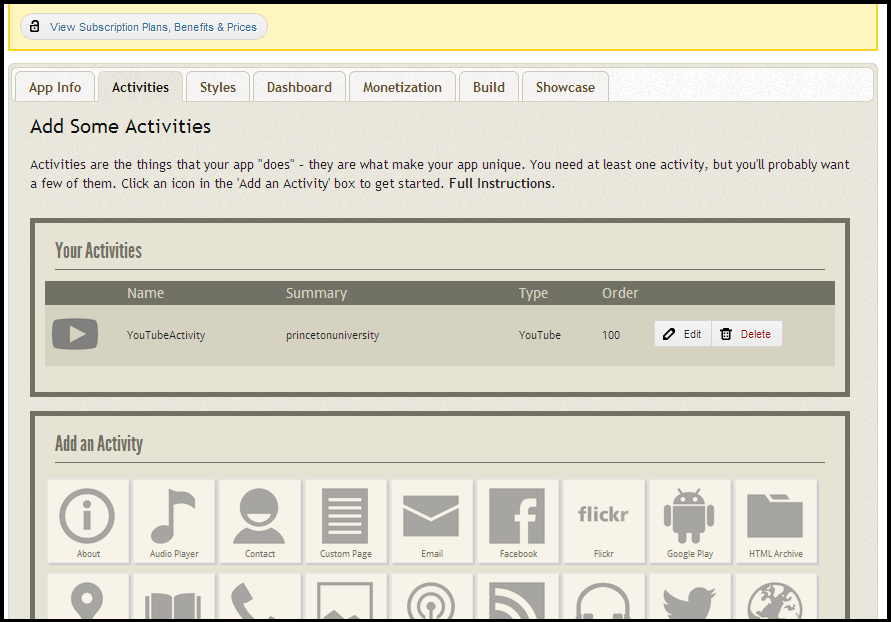 View Subscription Plans, Benefits & Prices
App Info Activities Styles Dashboard Monetization Build Showcase
Add Some Activities
Activities are the things that your app "does" - they are what make your app unique. You need at least one activity, but you'll probably want
a few of them. Click an icon in the 'Add an Activity' box to get started. Full Instructions.
Your Activities
Name Summary Type Order
YouTubeActivity princetonuniversity YouTube 100 Edit Delete
Add an Activity
flickr
About Audio Player Contact Custom Page Email Facebook Flickr Google Play HTML Archive